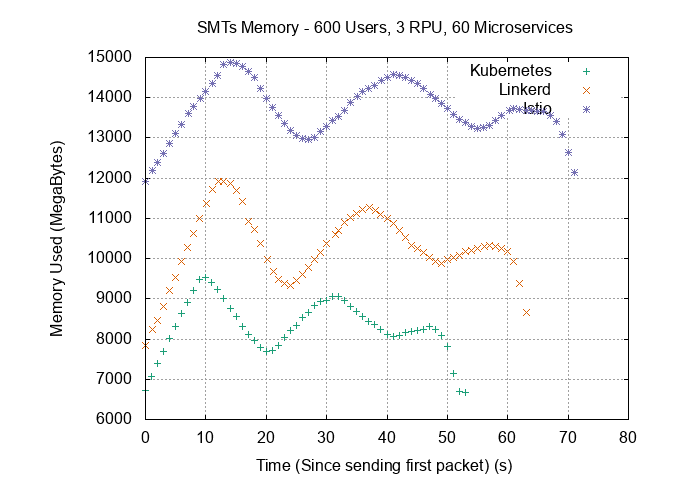 SMTs Memory - 600 Users, 3 RPU, 60 Microservices
15000
14000
13000
12000
11000
10000
9000
8000
7000
6000
Memory Used (MegaBytes)
Kubernetes
Linkerd
Istio
0 10 20 30 40 50 60 70 80
Time (Since sending first packet) (s)